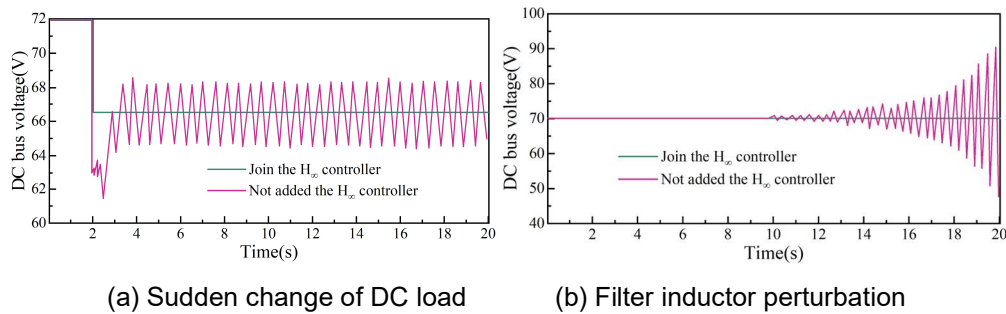 DC bus voltage(V)
72
70
68
66
64
62
60
Join the H∞ controller
Not added the H∞ controller
2 4 6 8 10 12 14 16 18 20
Time(s)
(a) Sudden change of DC load
DC bus voltage(V)
100
90
80
70
60
50
40
Join the H∞ controller
Not added the H∞ controller
2 4 6 8 10 12 14 16 18 20
Time(s)
(b) Filter inductor perturbation